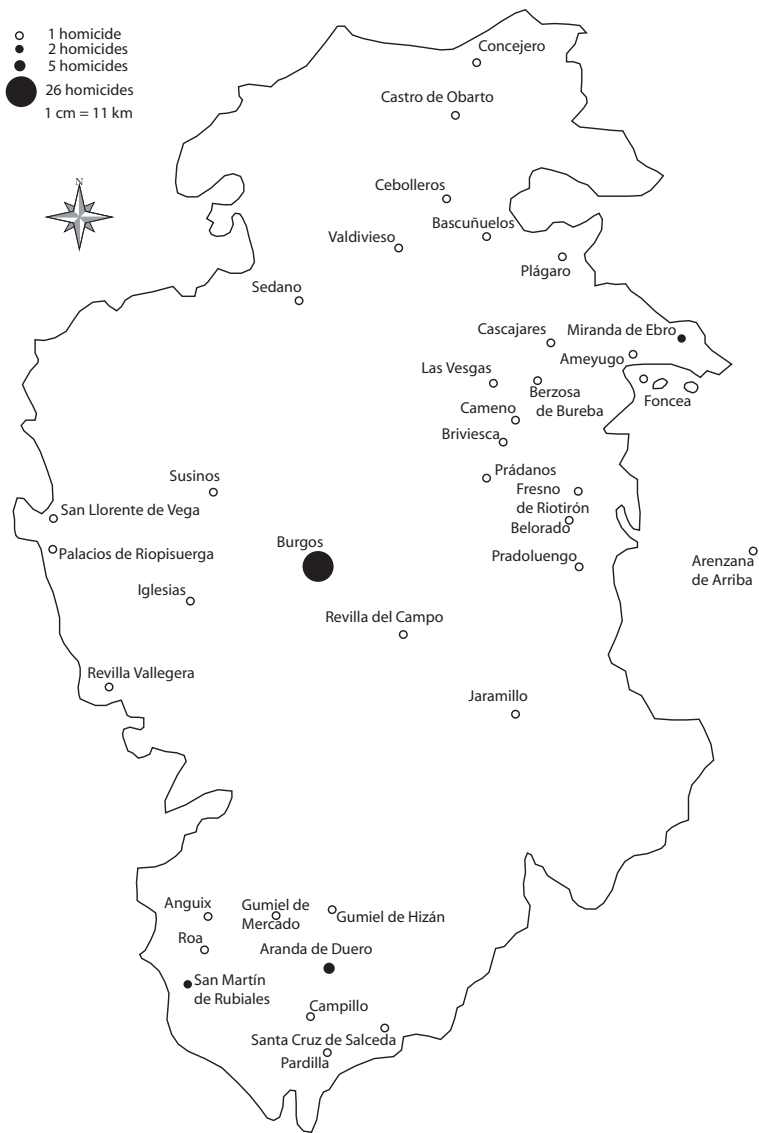 1 homicide
2 homicides
5 homicides
26 homicides
1 cm = 11 km
N
Concejero
Castro de Obarto
Cebolleros
Bascuñuelos
Valdivieso
Plágaro
Sedano
Cascajares
Miranda de Ebro
Ameyugo
Las Vesgas
Berzosa
de Bureba
Foncea
Cameno
Briviesca
Prádanos
Susinos
Fresno
de Riotirón
San Llorente de Vega
Belorado
Burgos
Palacios de Riopisuerga
Pradoluengo
Arenzana
de Arriba
Iglesias
Revilla del Campo
Revilla Vallegera
Jaramillo
Anguix
Gumiel de
Mercado
Gumiel de Hizán
Roa
Aranda de Duero
San Martín
de Rubiales
Campillo
Santa Cruz de Salceda
Pardilla